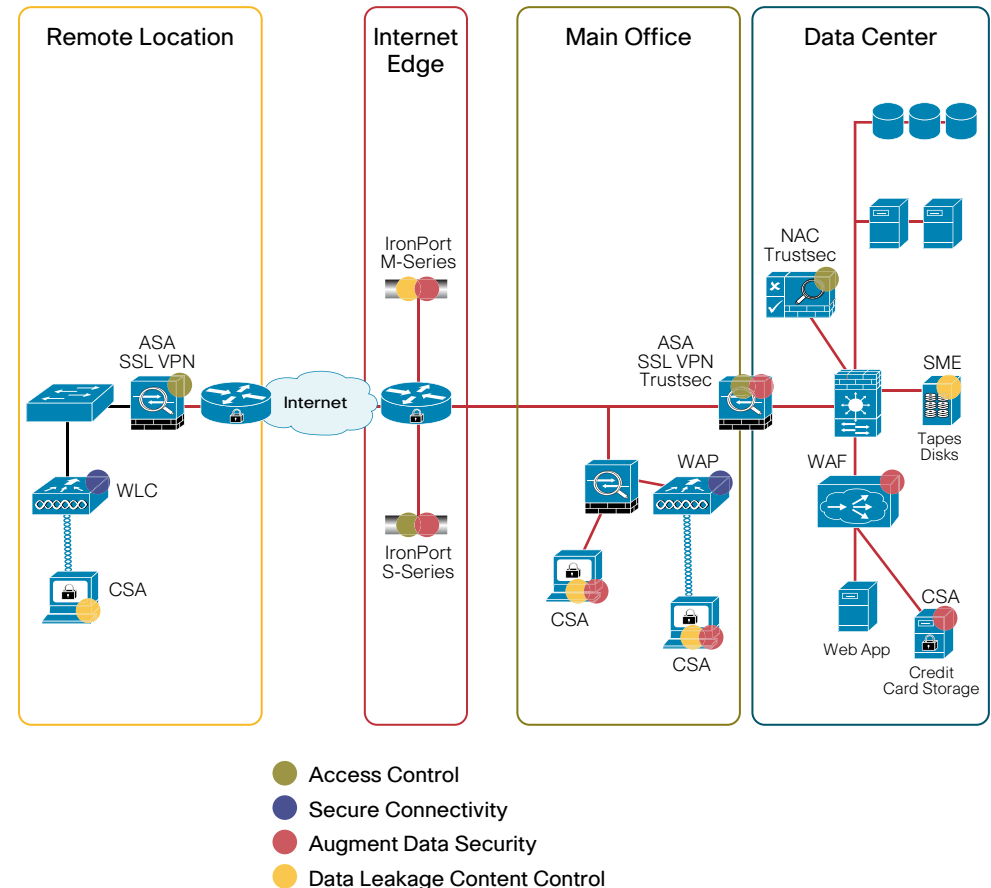 Remote Location
Internet
Edge
Main Office
Data Center
IronPort
M-Series
NAC
Trustsec
ASA
SSL VPN
Internet
ASA
SSL VPN
Trustsec
SME
Tapes
Disks
WLC
WAP
WAF
IronPort
S-Series
CSA
CSA
CSA
CSA
Web App
Credit
Card Storage
Access Control
Secure Connectivity
Augment Data Security
Data Leakage Content Control